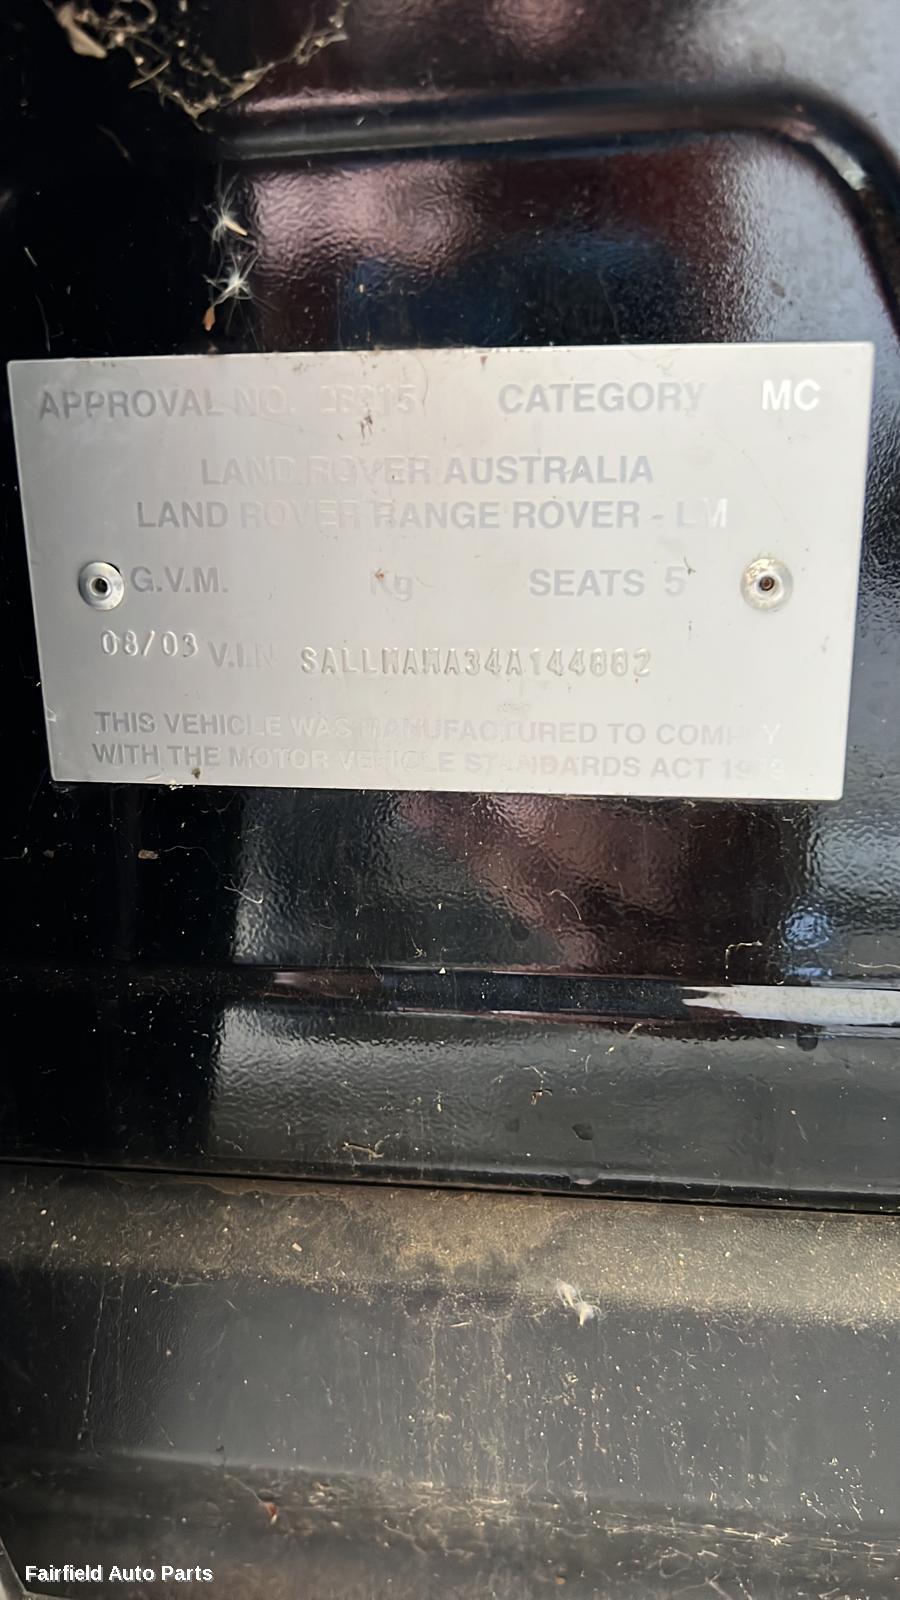 APPROVAL NO. CATEGORY MC
LAND ROVER AUSTRALIA
LAND ROVER RANGE ROVER - LM
G.V.M. Kg SEATS 5
08/03 V.I.N
THIS VEHICLE WAS MANUFACTURED TO COMPLY
WITH THE MOTOR VEHICLE STANDARDS ACT
Fairfield Auto Parts